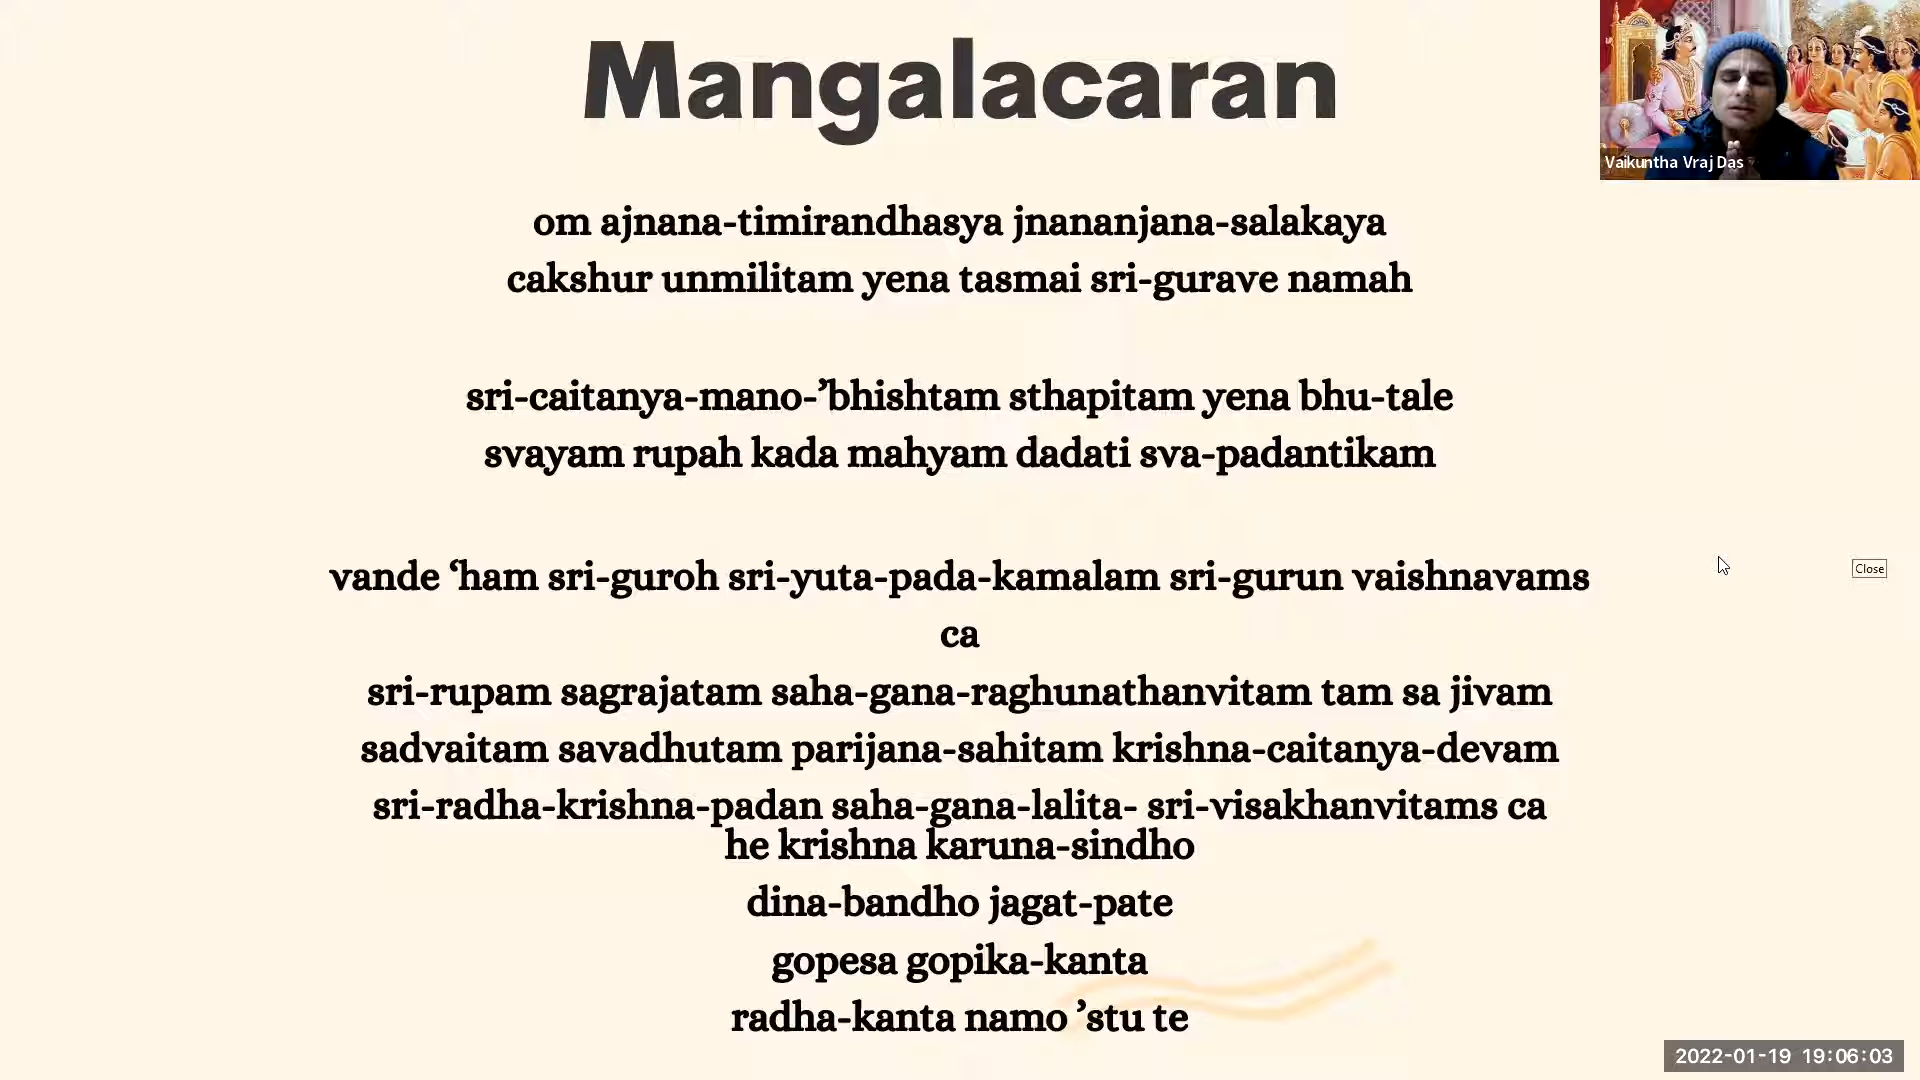 Mangalacaran
Vaikuntha Vraj Das
om ajnana-timirandhasya jnananjana-salakaya
cakshur unmilitam yena tasmai sri-gurave namah
sri-caitanya-mano-’bhishtam sthapitam yena bhu-tale
svayam rupah kada mahyam dadati sva-padantikam
vande ‘ham sri-guroh sri-yuta-pada-kamalam sri-gurun vaishnavams
ca
sri-rupam sagrajatam saha-gana-raghunathanvitam tam sa jivam
sadvaitam savadhutam parijana-sahitam krishna-caitanya-devam
sri-radha-krishna-padan saha-gana-lalita- sri-visakhanvitams ca
he krishna karuna-sindho
dina-bandho jagat-pate
gopesa gopika-kanta
radha-kanta namo ’stu te
Close
2022-01-19 19:06:03